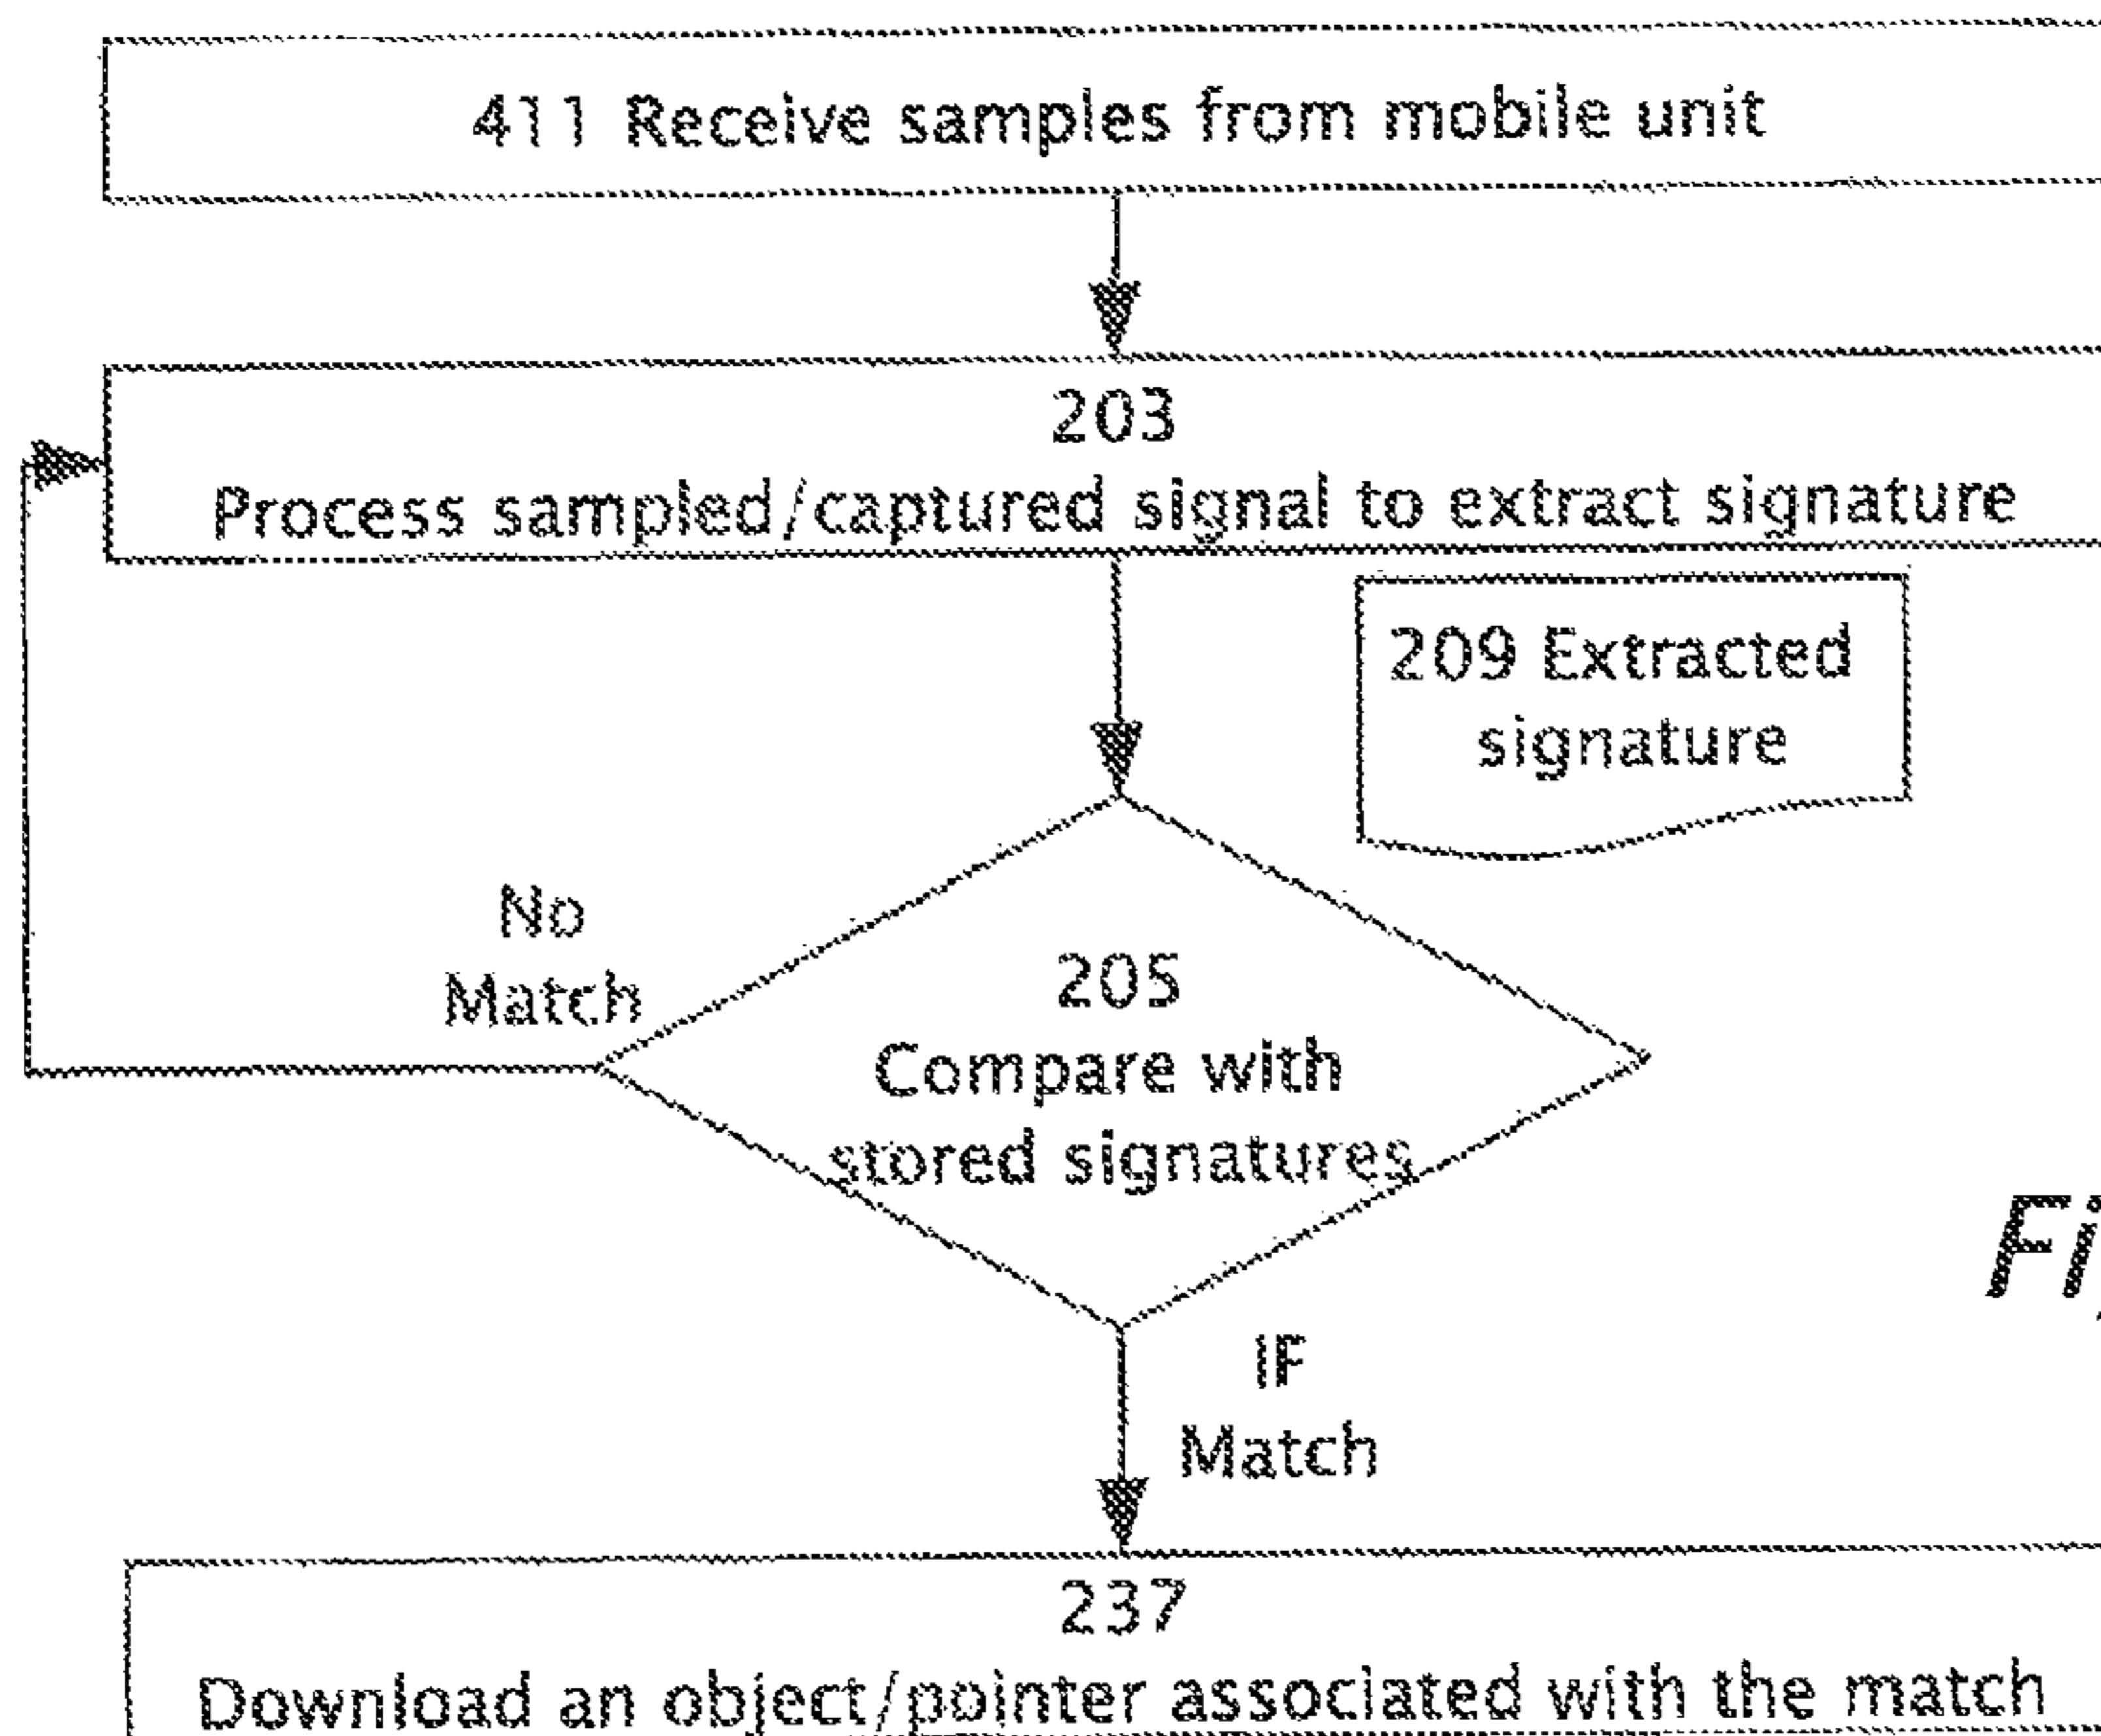 411 Receive samples from mobile unit
203
Process sampled/captured signal to extract signature
209 Extracted
signature
No
Match
205
Compare with
stored signatures
IF
Match
237
Download an object/pointer associated with the match